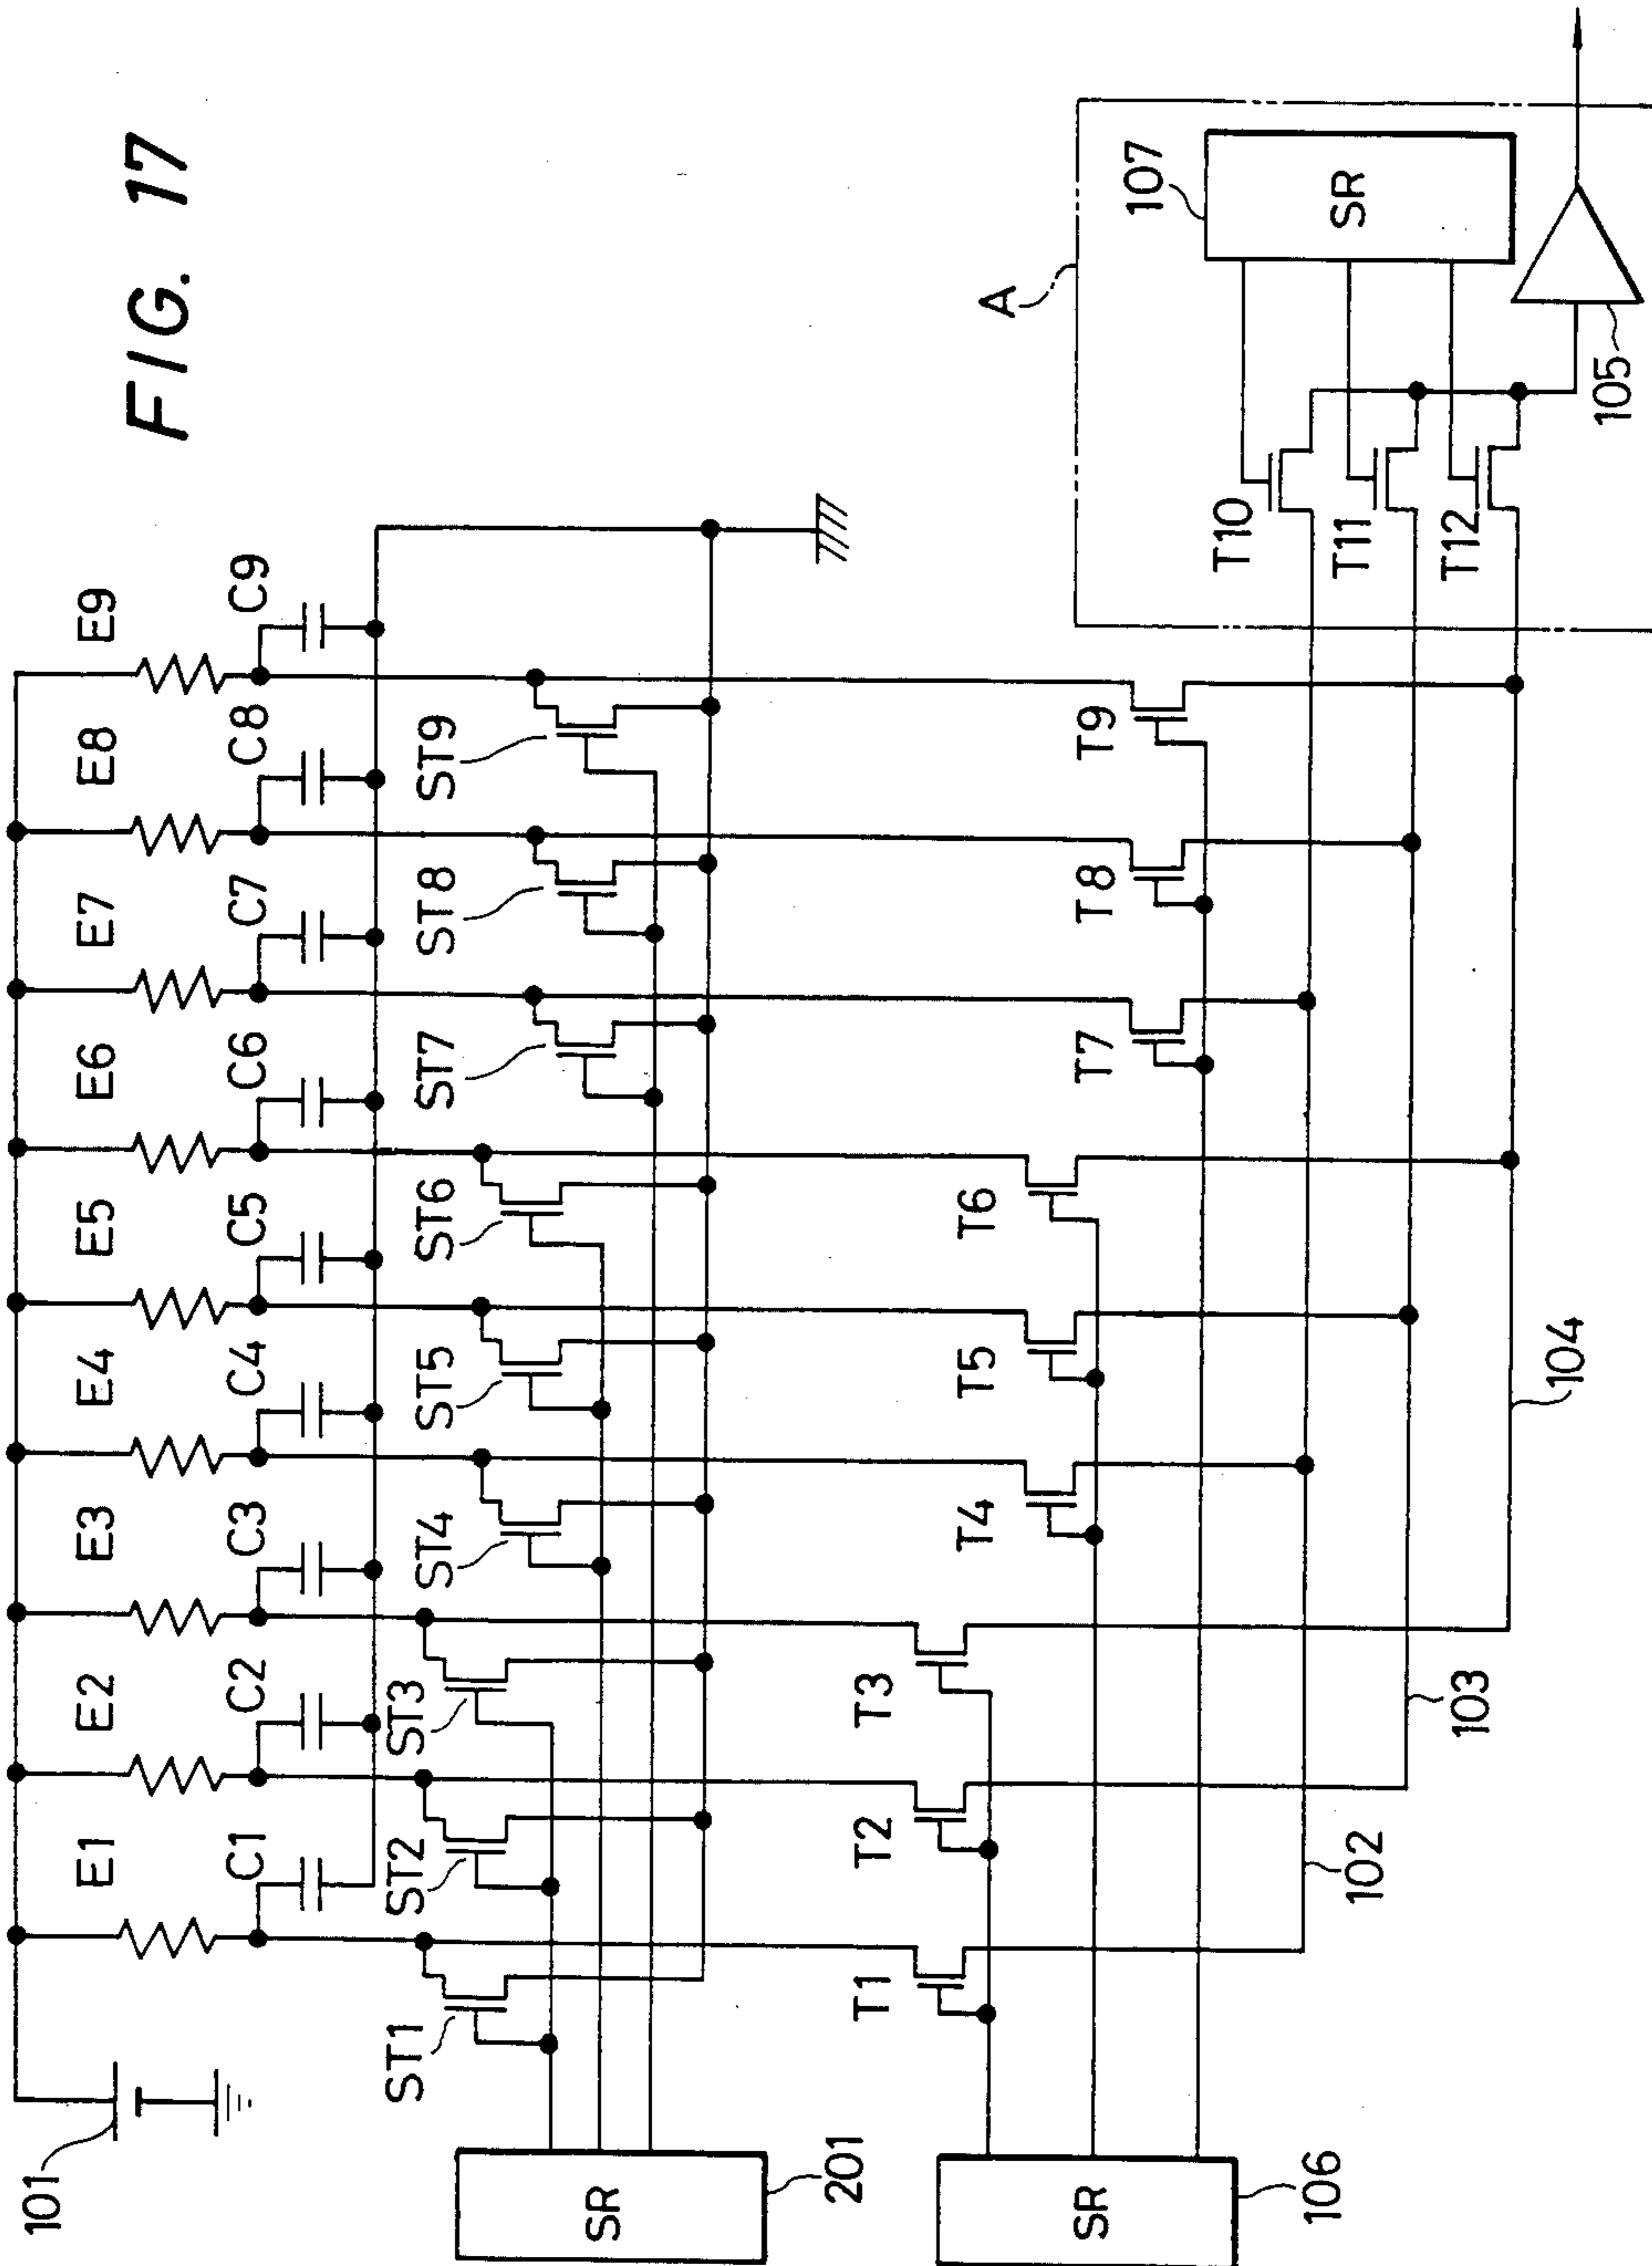 FIG. 17
E1 E2 E3 E4 E5 E6 E7 E8 E9
C1 C2 C3 C4 C5 C6 C7 C8 C9
101
ST1 ST2 ST3 ST4 ST5 ST6 ST7 ST8 ST9
SR
201
T1 T2 T3 T4 T5 T6 T7 T8 T9
SR
106
102
103
104
A
T10
T11
T12
107
SR
105